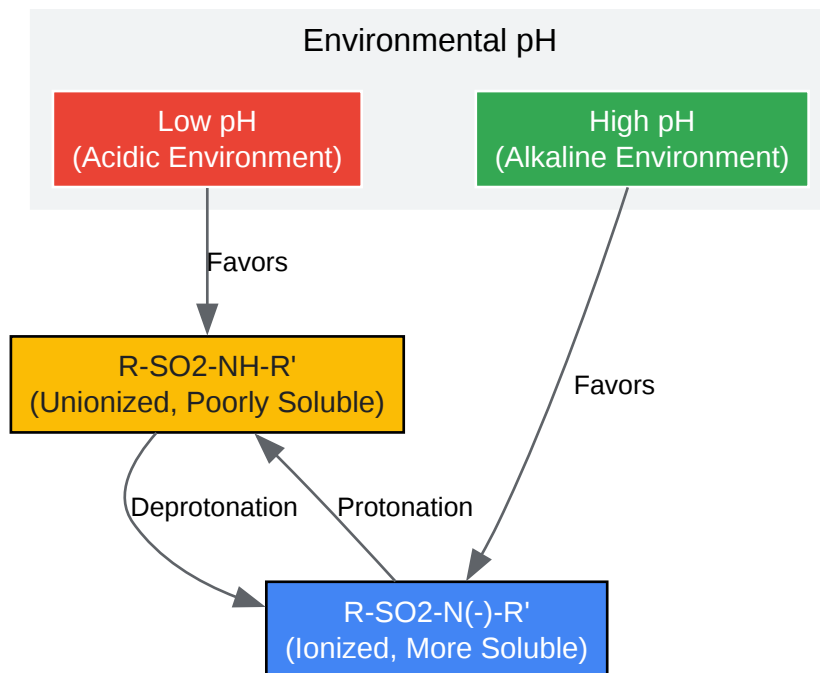 Environmental pH
Low pH
(Acidic Environment)
High pH
(Alkaline Environment)
Favors
R-SO2-NH-R'
(Unionized, Poorly Soluble)
Favors
Deprotonation
Protonation
R-SO2-N(-)-R'
(Ionized, More Soluble)